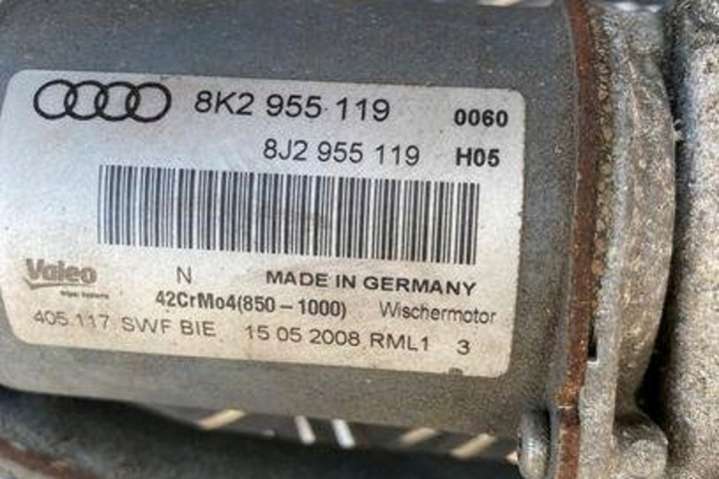 8K2 955 119 0060
8J2 955 119 H05
Valeo N MADE IN GERMANY
42CrMo4(850-1000) Wischermotor
405.117 SWF BIE 15 05 2008 RML1 3